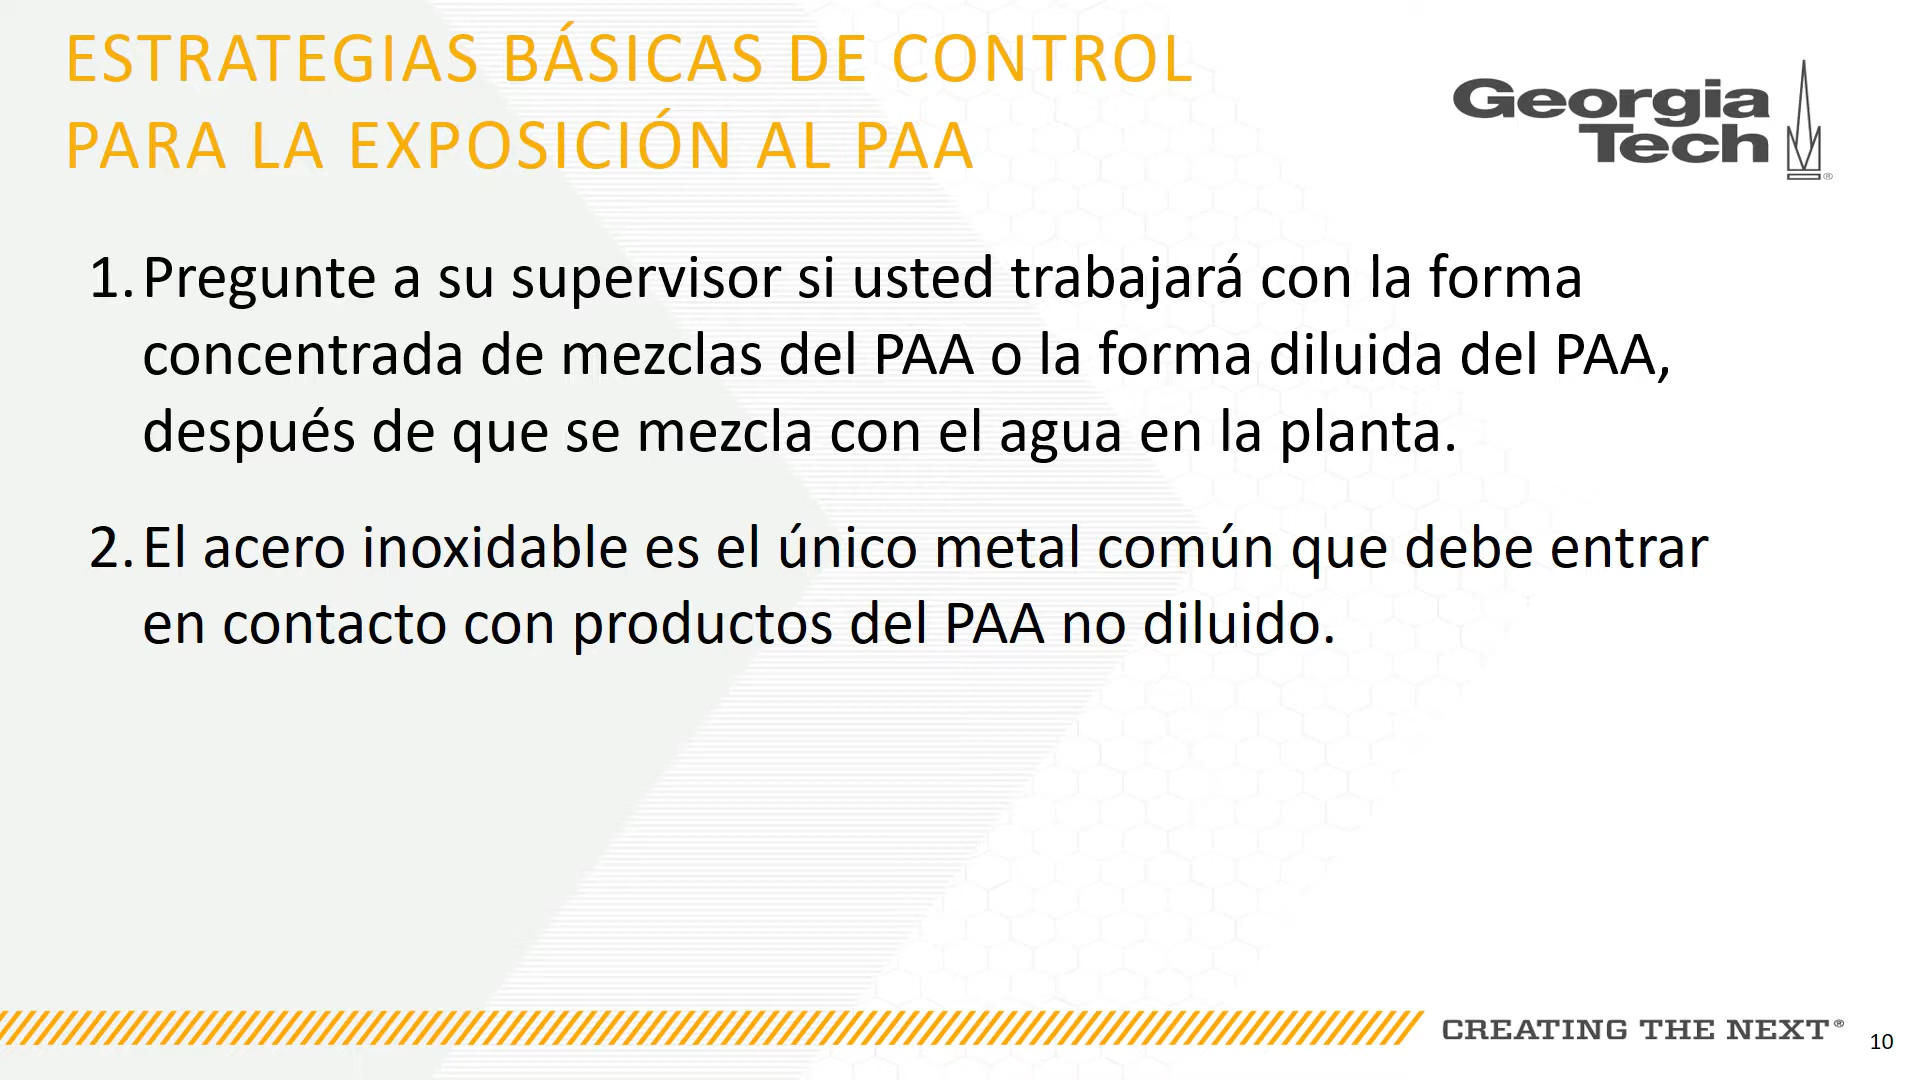 ESTRATEGIAS BÁSICAS DE CONTROL
PARA LA EXPOSICIÓN AL PAA
Georgia
Tech
®
1. Pregunte a su supervisor si usted trabajará con la forma
concentrada de mezclas del PAA o la forma diluida del PAA,
después de que se mezcla con el agua en la planta.
2. El acero inoxidable es el único metal común que debe entrar
en contacto con productos del PAA no diluido.
CREATING THE NEXT®
10